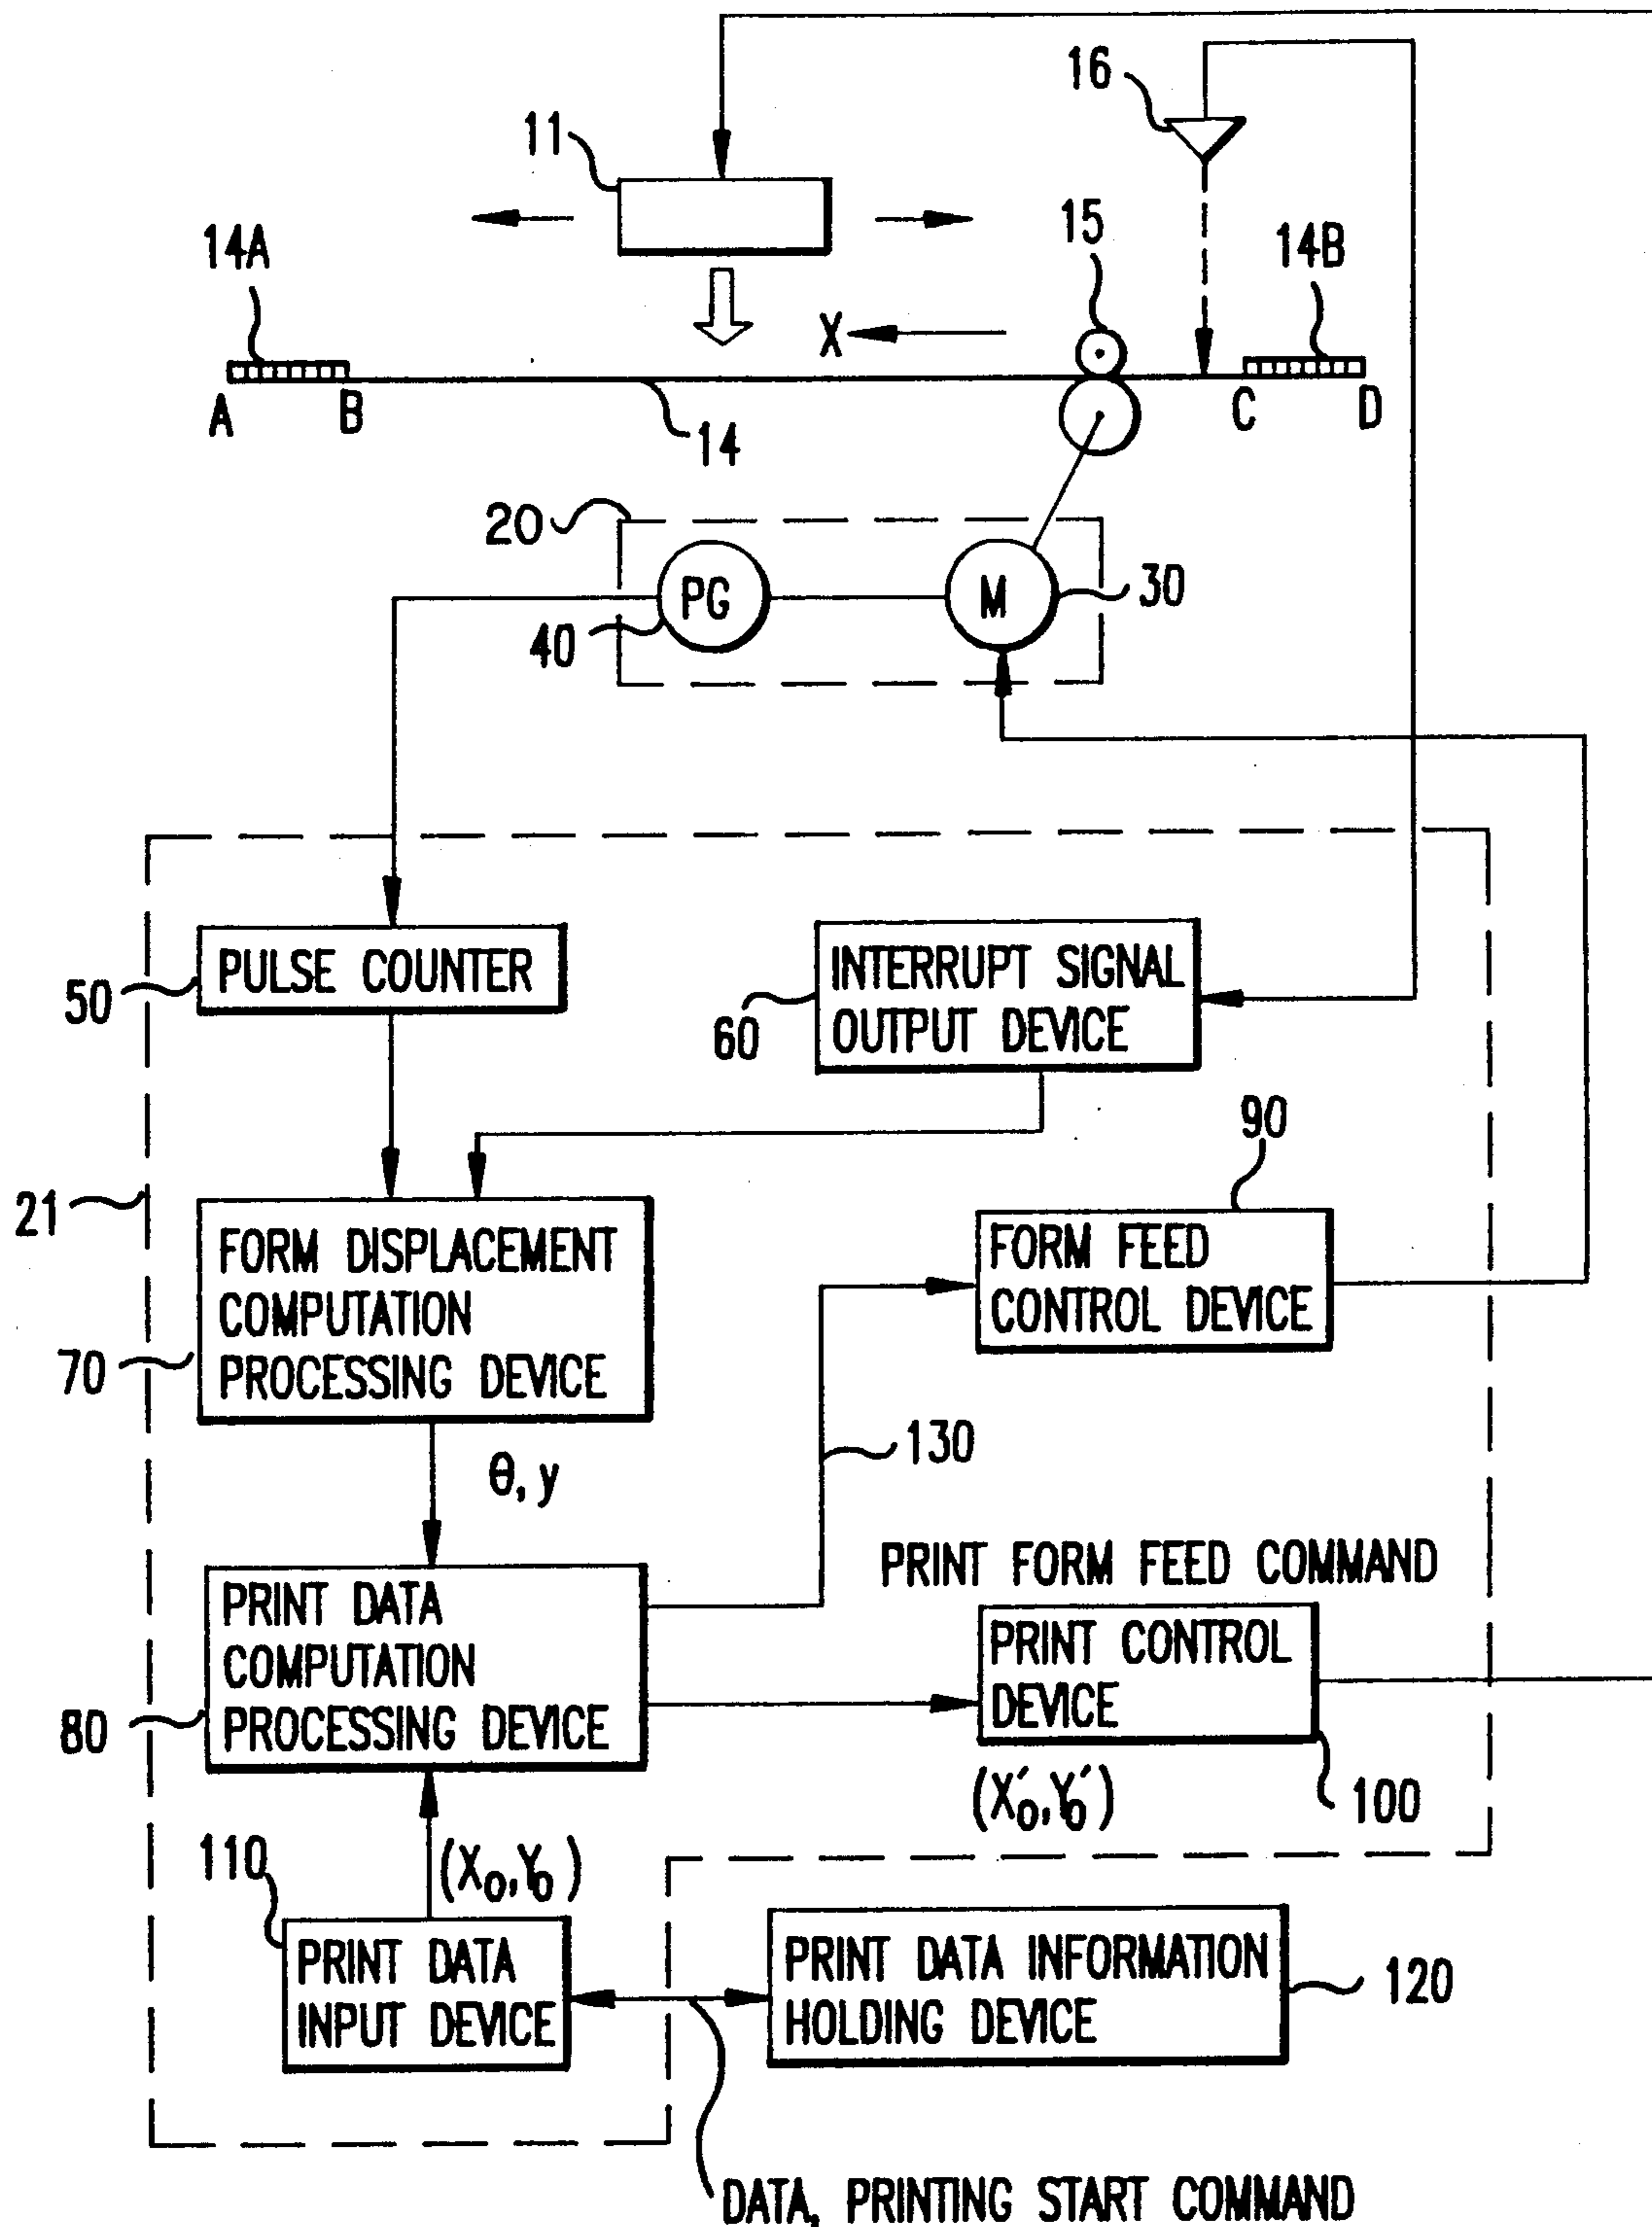 16
11
15
14A
14B
X
A
B
C
D
14
20
PG
M
30
40
PULSE COUNTER
50
INTERRUPT SIGNAL
OUTPUT DEVICE
60
90
21
FORM DISPLACEMENT
COMPUTATION
PROCESSING DEVICE
70
FORM FEED
CONTROL DEVICE
130
θ, y
PRINT FORM FEED COMMAND
PRINT DATA
COMPUTATION
PROCESSING DEVICE
80
PRINT CONTROL
DEVICE
(X₀′, Y₀′)
100
110
(X₀, Y₀)
PRINT DATA
INPUT DEVICE
PRINT DATA INFORMATION
HOLDING DEVICE
120
DATA, PRINTING START COMMAND